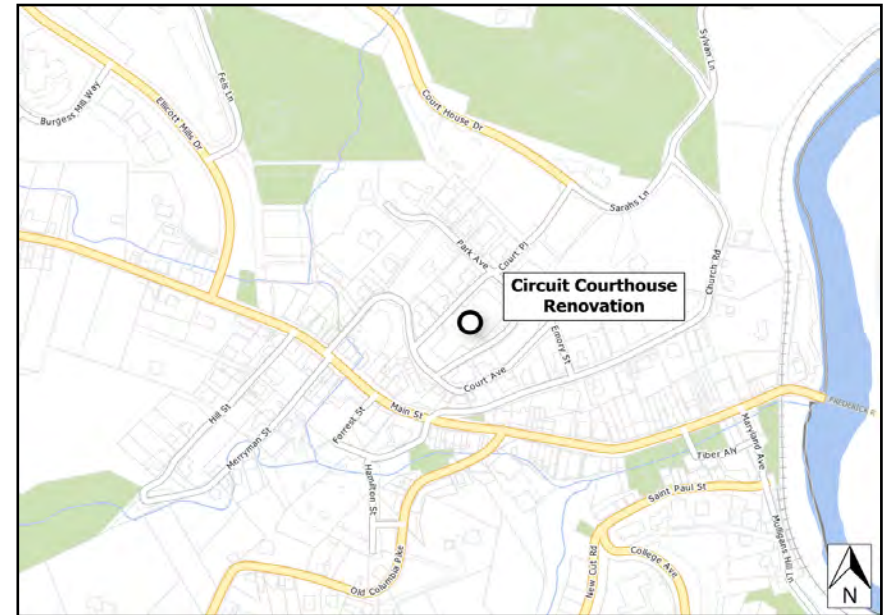 Sylvan Ln
Fels Ln
Burgess Mill Way
Ellicott Mills Dr
Court House Dr
Sarahs Ln
Park Ave
Court Pl
Church Rd
Circuit Courthouse
Renovation
Emory St
Court Ave
Hill St
Merryman St
Forrest St
Main St
FREDERICK R
Maryland Ave
Tiber AN
Hamilton St
Saint Paul St
Mulligans Hill Ln
Old Columbia Pike
New Cut Rd
College Ave
N